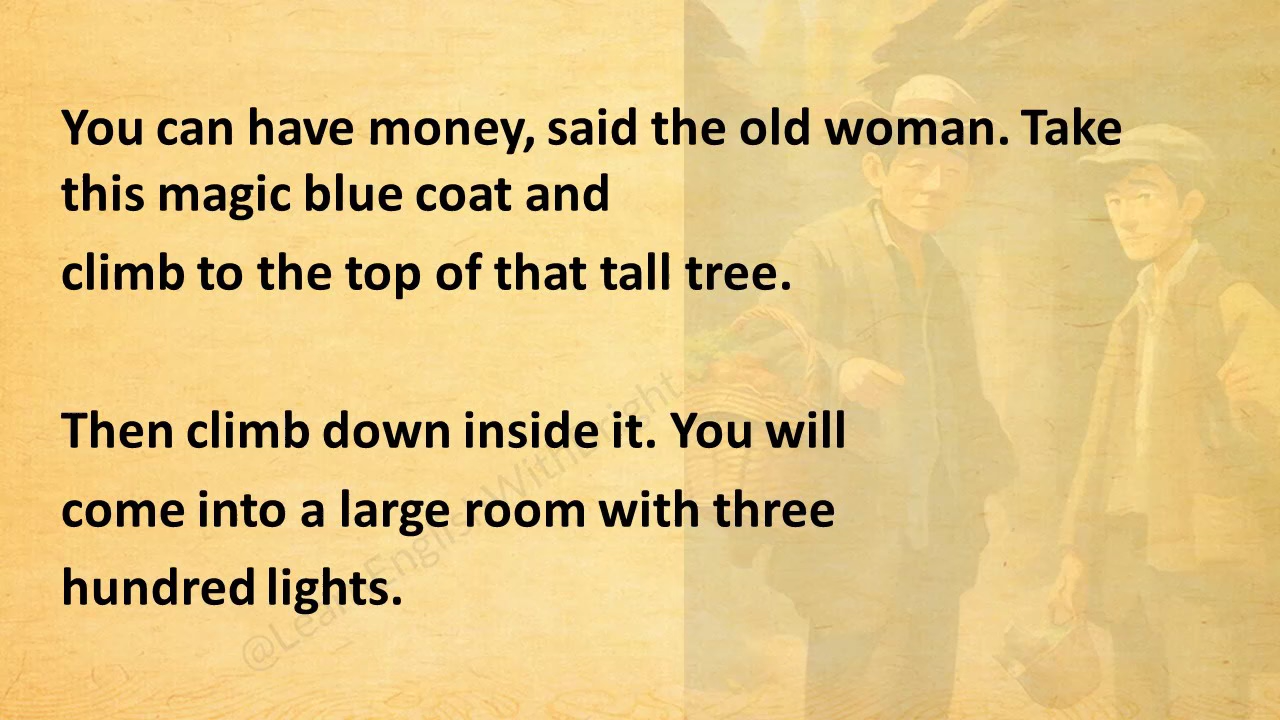 You can have money, said the old woman. Take
this magic blue coat and
climb to the top of that tall tree.
Then climb down inside it. You will
come into a large room with three
hundred lights.